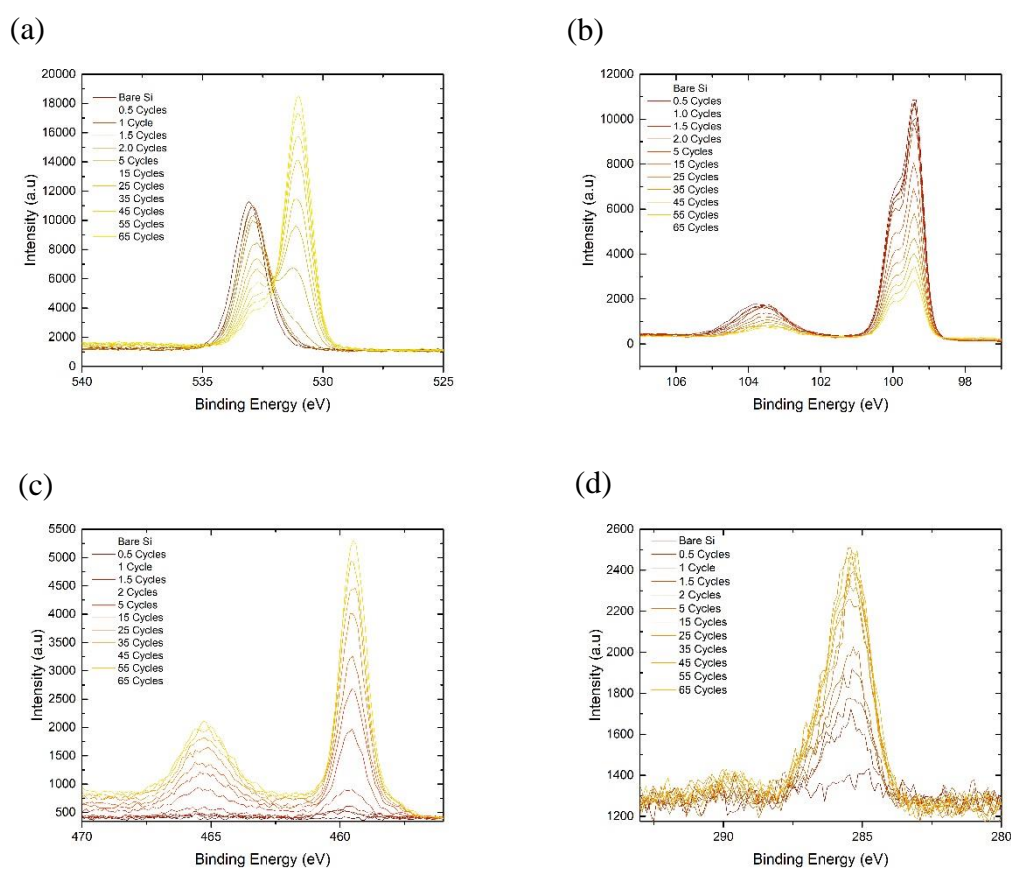 (a)
(b)
20000
18000
16000
14000
12000
10000
8000
6000
4000
2000
0
Intensity (a.u)
Bare Si
0.5 Cycles
1 Cycle
1.5 Cycles
2.0 Cycles
5 Cycles
15 Cycles
25 Cycles
35 Cycles
45 Cycles
55 Cycles
65 Cycles
540 535 530 525
Binding Energy (eV)
12000
10000
8000
6000
4000
2000
0
Intensity (a.u)
Bare Si
0.5 Cycles
1.0 Cycles
1.5 Cycles
2.0 Cycles
5 Cycles
15 Cycles
25 Cycles
35 Cycles
45 Cycles
55 Cycles
65 Cycles
106 104 102 100 98
Binding Energy (eV)
(c)
(d)
5500
5000
4500
4000
3500
3000
2500
2000
1500
1000
500
Intensity (a.u)
Bare Si
0.5 Cycles
1 Cycle
1.5 Cycles
2 Cycles
5 Cycles
15 Cycles
25 Cycles
35 Cycles
45 Cycles
55 Cycles
65 Cycles
470 465 460
Binding Energy (eV)
2600
2400
2200
2000
1800
1600
1400
1200
Intensity (a.u)
Bare Si
0.5 Cycles
1 Cycle
1.5 Cycles
2 Cycles
5 Cycles
15 Cycles
25 Cycles
35 Cycles
45 Cycles
55 Cycles
65 Cycles
290 285 280
Binding Energy (eV)